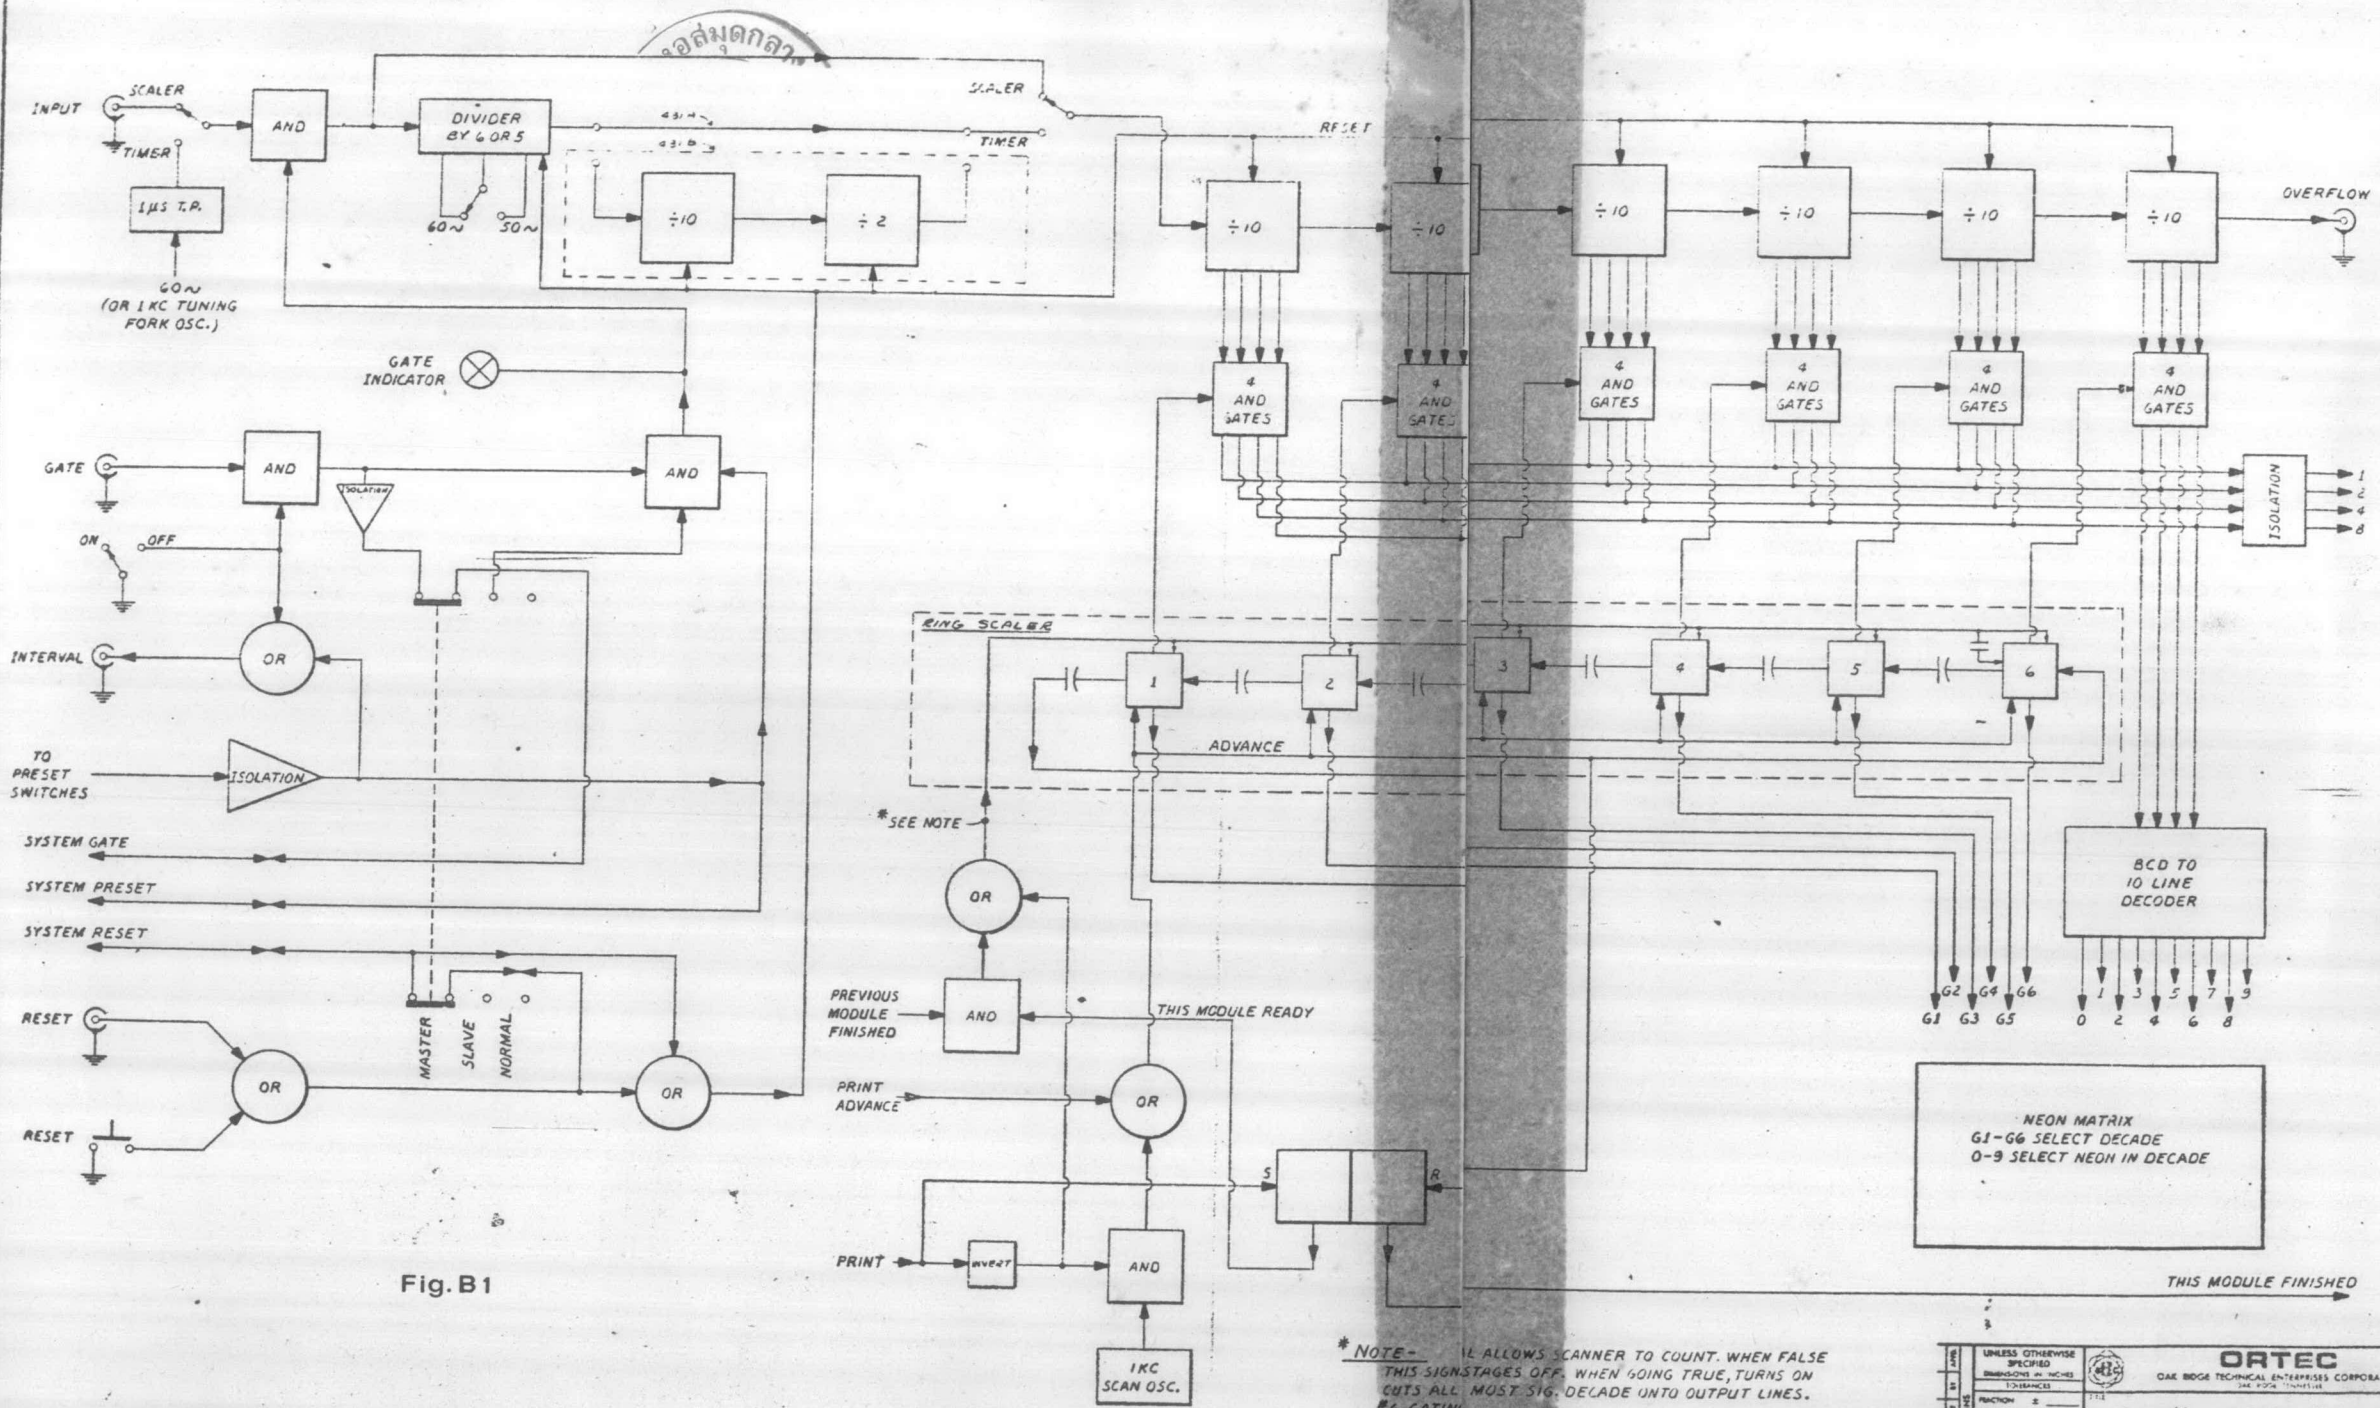 INPUT
SCALER
TIMER
1µS T.P.
60~
(OR 1 KC TUNING
FORK OSC.)
AND
DIVIDER
BY 6 OR 5
60~
50~
÷10
÷2
SCALER
TIMER
RESET
÷10
÷10
÷10
÷10
÷10
÷10
OVERFLOW
GATE
INDICATOR
4
AND
GATES
4
AND
GATES
4
AND
GATES
4
AND
GATES
4
AND
GATES
4
AND
GATES
GATE
AND
ISOLATION
AND
ON
OFF
ISOLATION
1
2
4
8
INTERVAL
OR
RING SCALER
1
2
3
4
5
6
ADVANCE
TO
PRESET
SWITCHES
ISOLATION
*SEE NOTE
SYSTEM GATE
SYSTEM PRESET
SYSTEM RESET
OR
BCD TO
10 LINE
DECODER
G2
G4
G6
G1
G3
G5
1
3
5
7
9
0
2
4
6
8
RESET
MASTER
SLAVE
NORMAL
OR
OR
RESET
PREVIOUS
MODULE
FINISHED
AND
THIS MODULE READY
PRINT
ADVANCE
OR
NEON MATRIX
G1-G6 SELECT DECADE
0-9 SELECT NEON IN DECADE
S
R
PRINT
INVERT
AND
1KC
SCAN OSC.
THIS MODULE FINISHED
Fig. B1
*NOTE-
ALLOWS SCANNER TO COUNT. WHEN FALSE
THIS SIGN STAGES OFF. WHEN GOING TRUE, TURNS ON
CUTS ALL MOST SIG. DECADE ONTO OUTPUT LINES.
UNLESS OTHERWISE
SPECIFIED
DIMENSIONS IN INCHES
TOLERANCES
FRACTION ±
ORTEC
OAK RIDGE TECHNICAL ENTERPRISES